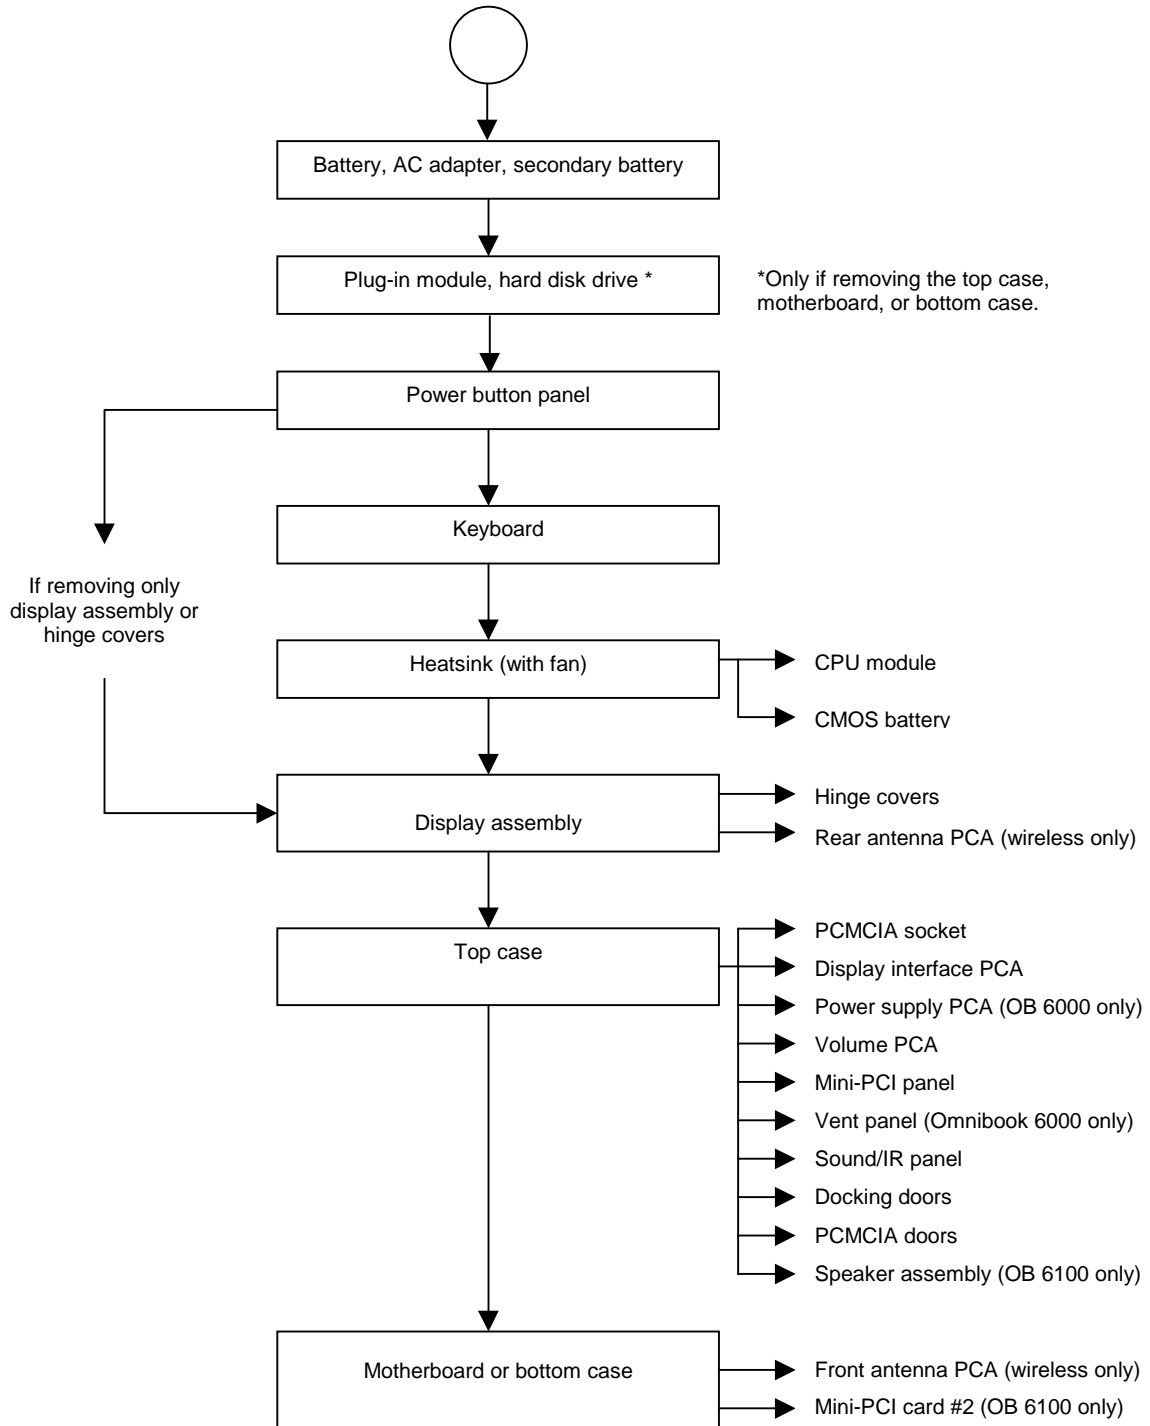 Battery, AC adapter, secondary battery
Plug-in module, hard disk drive *
*Only if removing the top case,
motherboard, or bottom case.
Power button panel
Keyboard
If removing only
display assembly or
hinge covers
Heatsink (with fan)
CPU module
CMOS battery
Display assembly
Hinge covers
Rear antenna PCA (wireless only)
Top case
PCMCIA socket
Display interface PCA
Power supply PCA (OB 6000 only)
Volume PCA
Mini-PCI panel
Vent panel (Omnibook 6000 only)
Sound/IR panel
Docking doors
PCMCIA doors
Speaker assembly (OB 6100 only)
Motherboard or bottom case
Front antenna PCA (wireless only)
Mini-PCI card #2 (OB 6100 only)